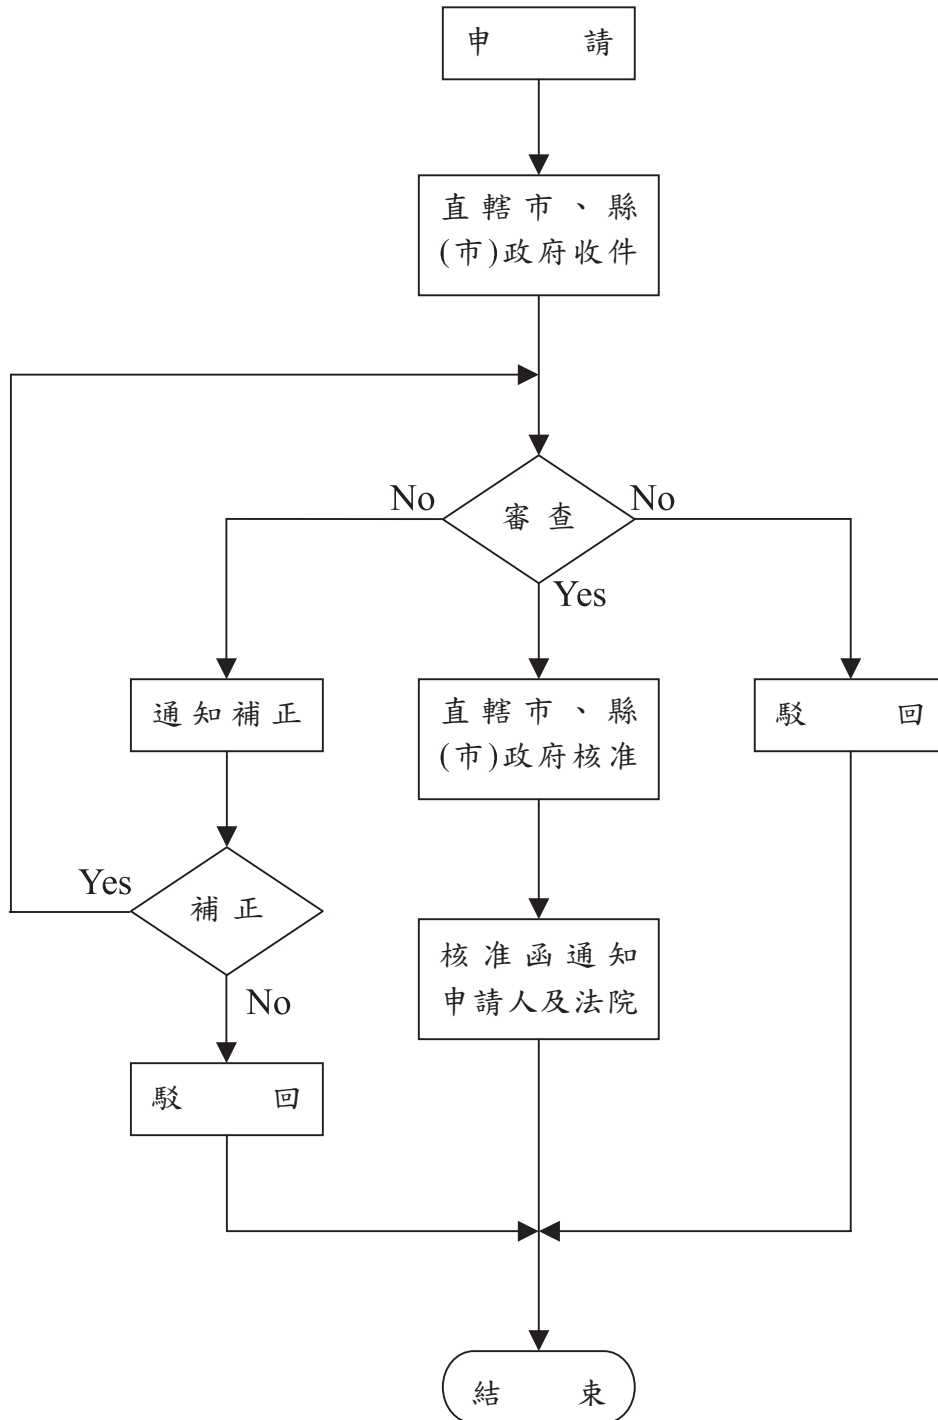 申請
直轄市、縣
(市)政府收件
No
審查
No
Yes
通知補正
直轄市、縣
(市)政府核准
駁回
Yes
補正
核准函通知
申請人及法院
No
駁回
結束